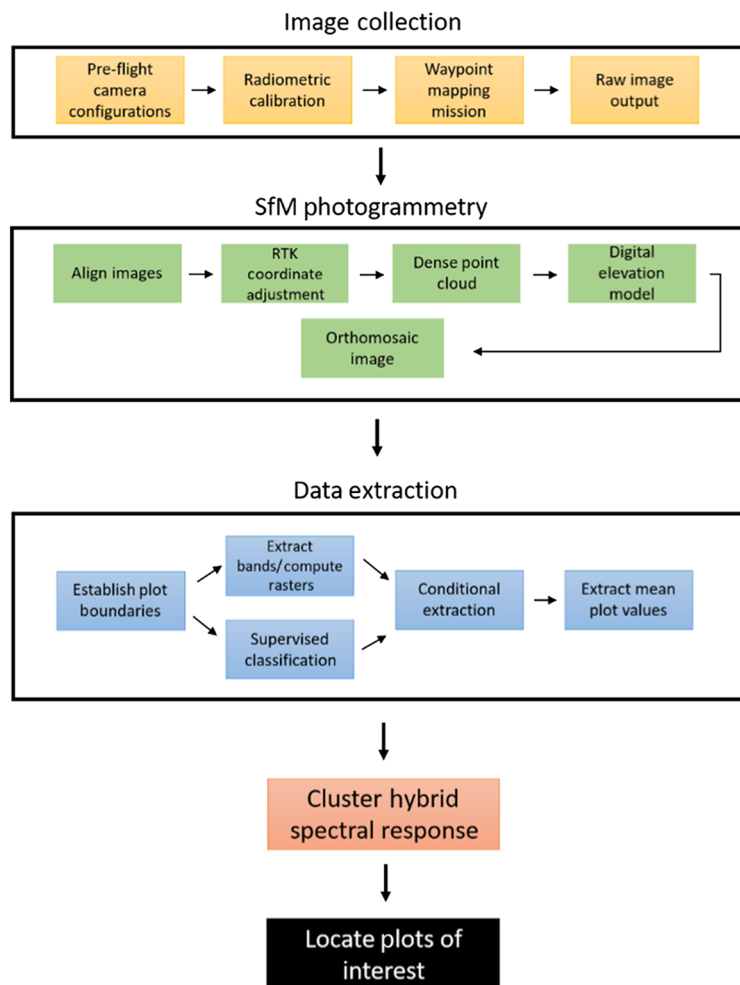 Image collection
Pre-flight
camera
configurations
Radiometric
calibration
Waypoint
mapping
mission
Raw image
output
SfM photogrammetry
Align images
RTK
coordinate
adjustment
Dense point
cloud
Digital
elevation
model
Orthomosaic
image
Data extraction
Establish plot
boundaries
Extract
bands/compute
rasters
Supervised
classification
Conditional
extraction
Extract mean
plot values
Cluster hybrid
spectral response
Locate plots of
interest